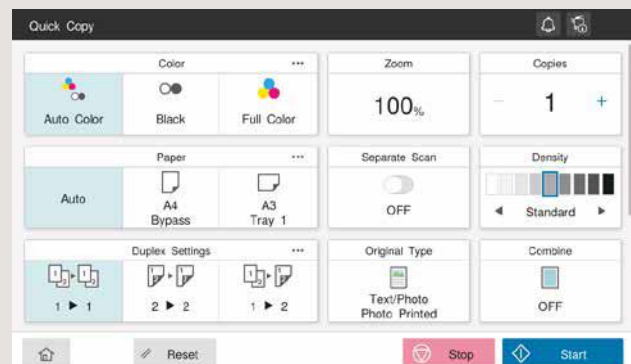 Quick Copy
Color ••• Zoom Copies
Auto Color Black Full Color 100% − 1 +
Paper ••• Separate Scan Density
Auto A4 Bypass A3 Tray 1 OFF ◀ Standard ▶
Duplex Settings ••• Original Type Combine
1 ▶ 1 2 ▶ 2 1 ▶ 2 Text/Photo Photo Printed OFF
Reset Stop Start